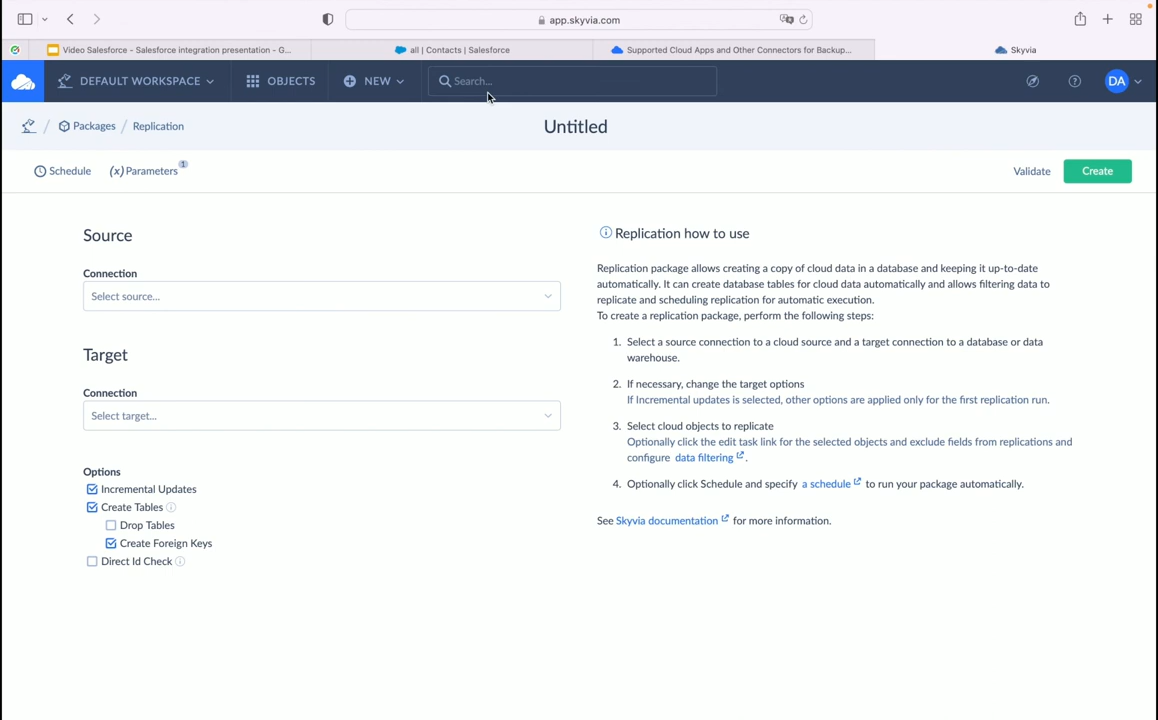 app.skyvia.com
Video Salesforce - Salesforce integration presentation - G...
all | Contacts | Salesforce
Supported Cloud Apps and Other Connectors for Backup...
Skyvia
DEFAULT WORKSPACE
OBJECTS
NEW
Search...
DA
/ Packages / Replication
Untitled
Schedule
(x) Parameters 1
Validate
Create
Source
Connection
Select source...
Target
Connection
Select target...
Options
Incremental Updates
Create Tables
Drop Tables
Create Foreign Keys
Direct Id Check
Replication how to use
Replication package allows creating a copy of cloud data in a database and keeping it up-to-date
automatically. It can create database tables for cloud data automatically and allows filtering data to
replicate and scheduling replication for automatic execution.
To create a replication package, perform the following steps:
1. Select a source connection to a cloud source and a target connection to a database or data
warehouse.
2. If necessary, change the target options
If Incremental updates is selected, other options are applied only for the first replication run.
3. Select cloud objects to replicate
Optionally click the edit task link for the selected objects and exclude fields from replications and
configure data filtering .
4. Optionally click Schedule and specify a schedule to run your package automatically.
See Skyvia documentation for more information.